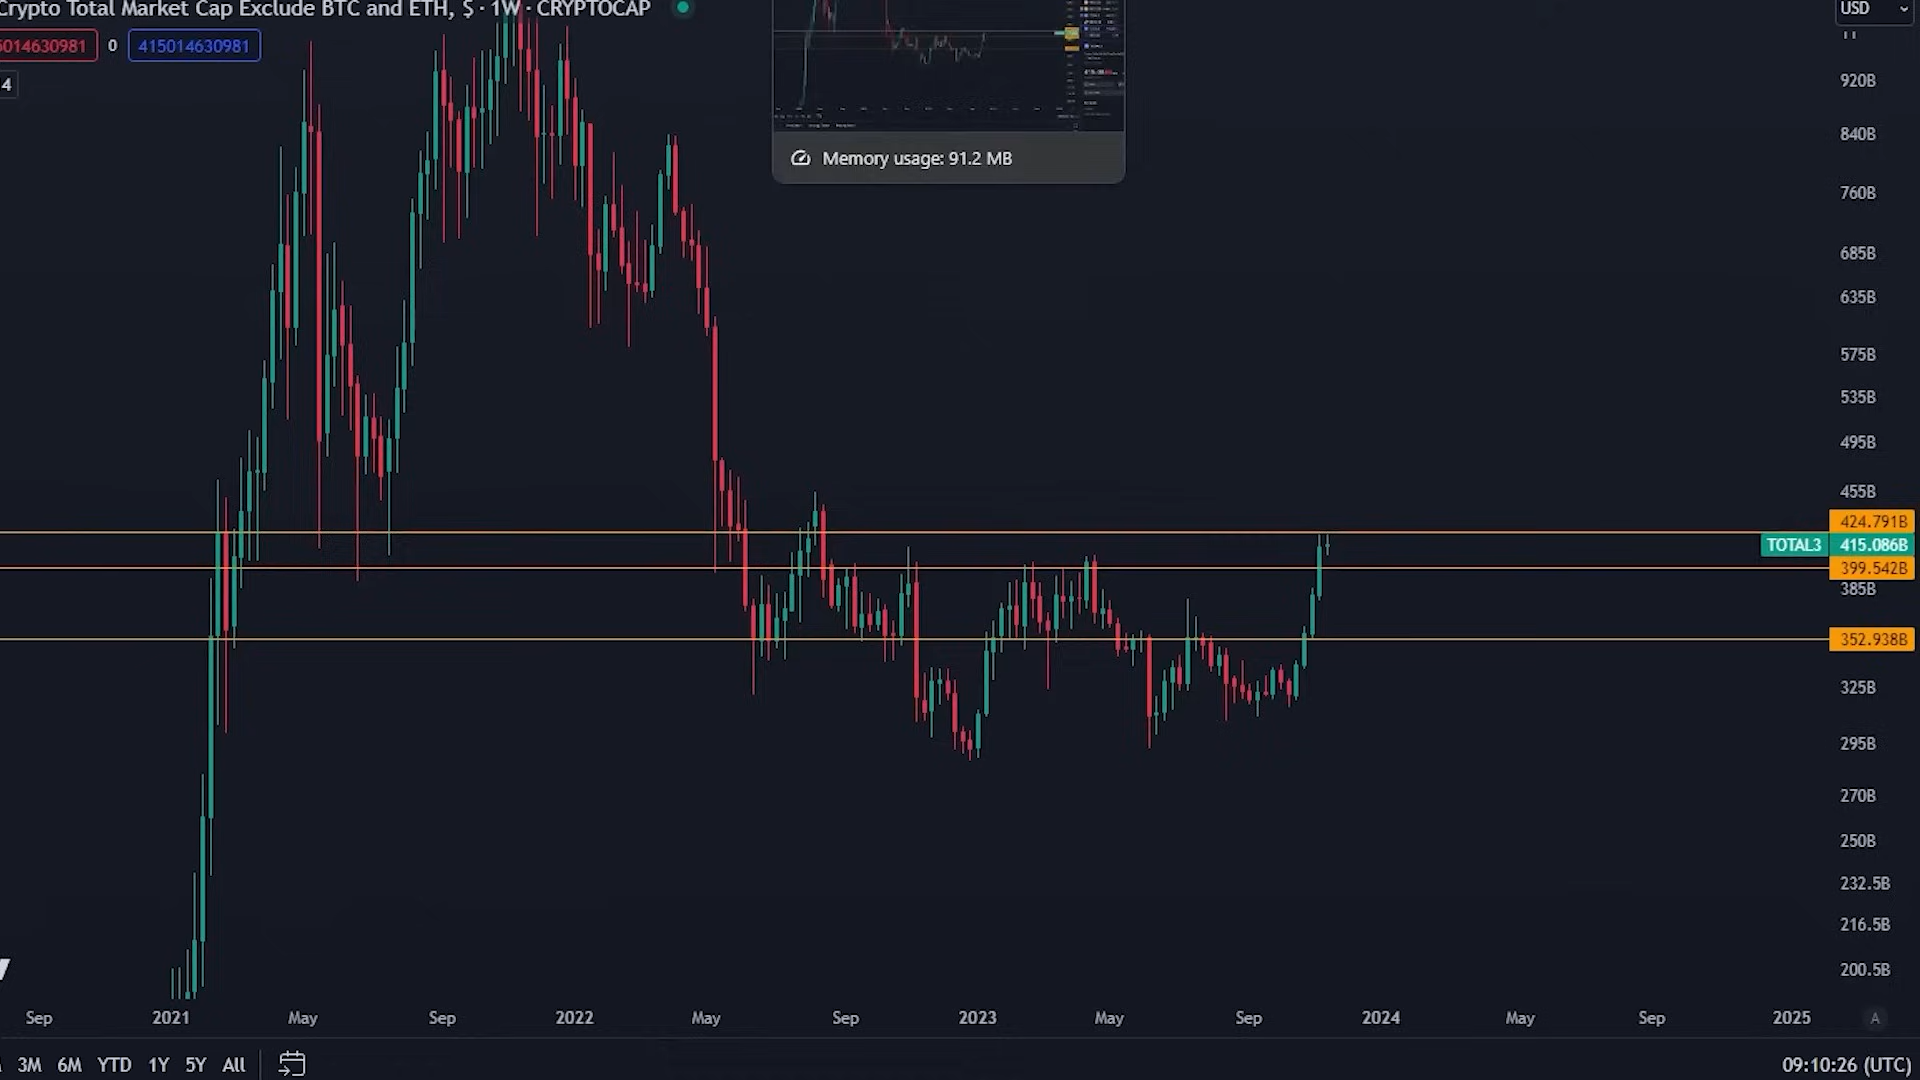 Crypto Total Market Cap Exclude BTC and ETH, $ · 1W · CRYPTOCAP
USD
5014630981 0 415014630981
4
Memory usage: 91.2 MB
920B
840B
760B
685B
635B
575B
535B
495B
455B
424.791B
TOTAL3 415.086B
399.542B
385B
352.938B
325B
295B
270B
250B
232.5B
216.5B
200.5B
Sep 2021 May Sep 2022 May Sep 2023 May Sep 2024 May Sep 2025 A
3M 6M YTD 1Y 5Y All 09:10:26 (UTC)